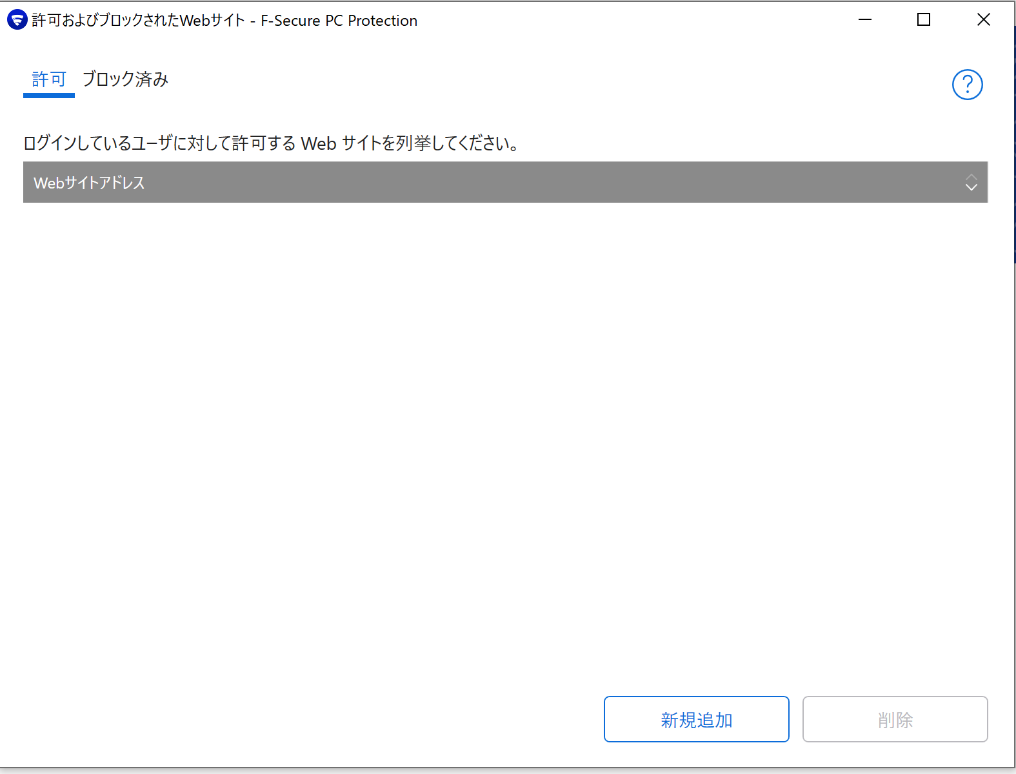 許可およびブロックされたWebサイト - F-Secure PC Protection
許可 ブロック済み
?
ログインしているユーザに対して許可する Web サイトを列挙してください。
Webサイトアドレス
新規追加 削除